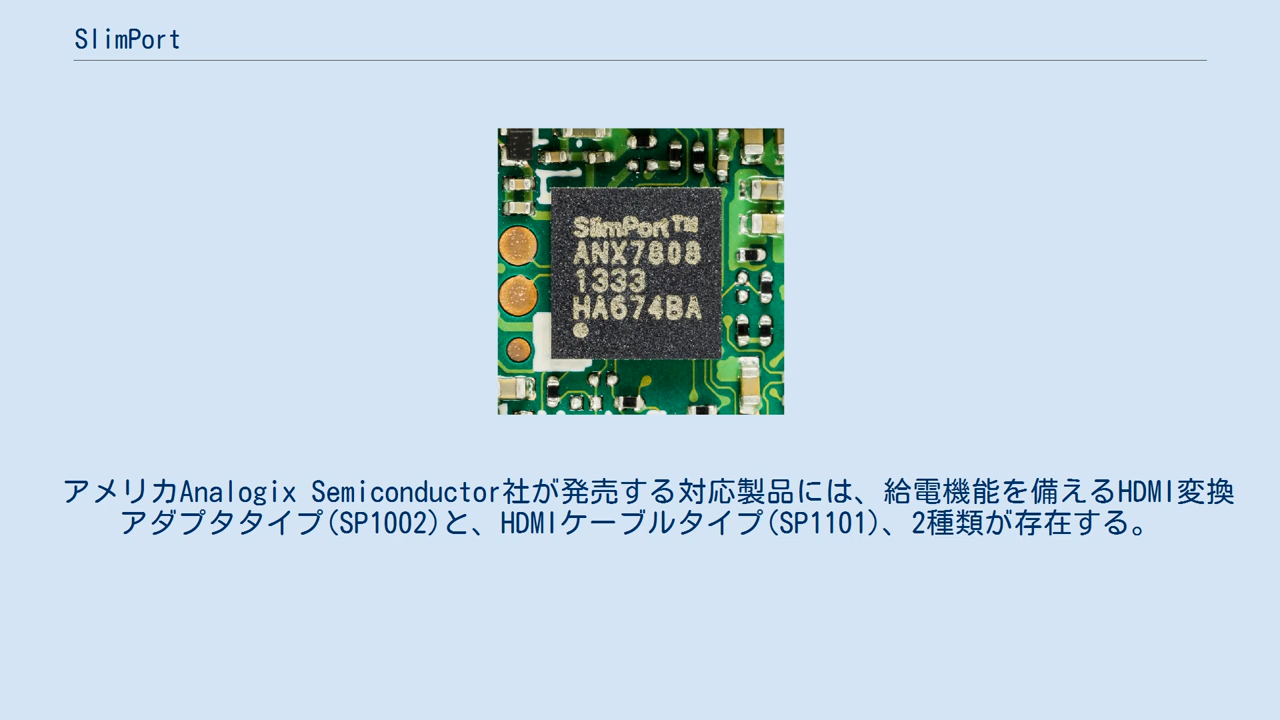 SlimPort
SlimPort™
ANX7808
1333
HA674BA
アメリカAnalogix Semiconductor社が発売する対応製品には、給電機能を備えるHDMI変換
アダプタタイプ(SP1002)と、HDMIケーブルタイプ(SP1101)、2種類が存在する。